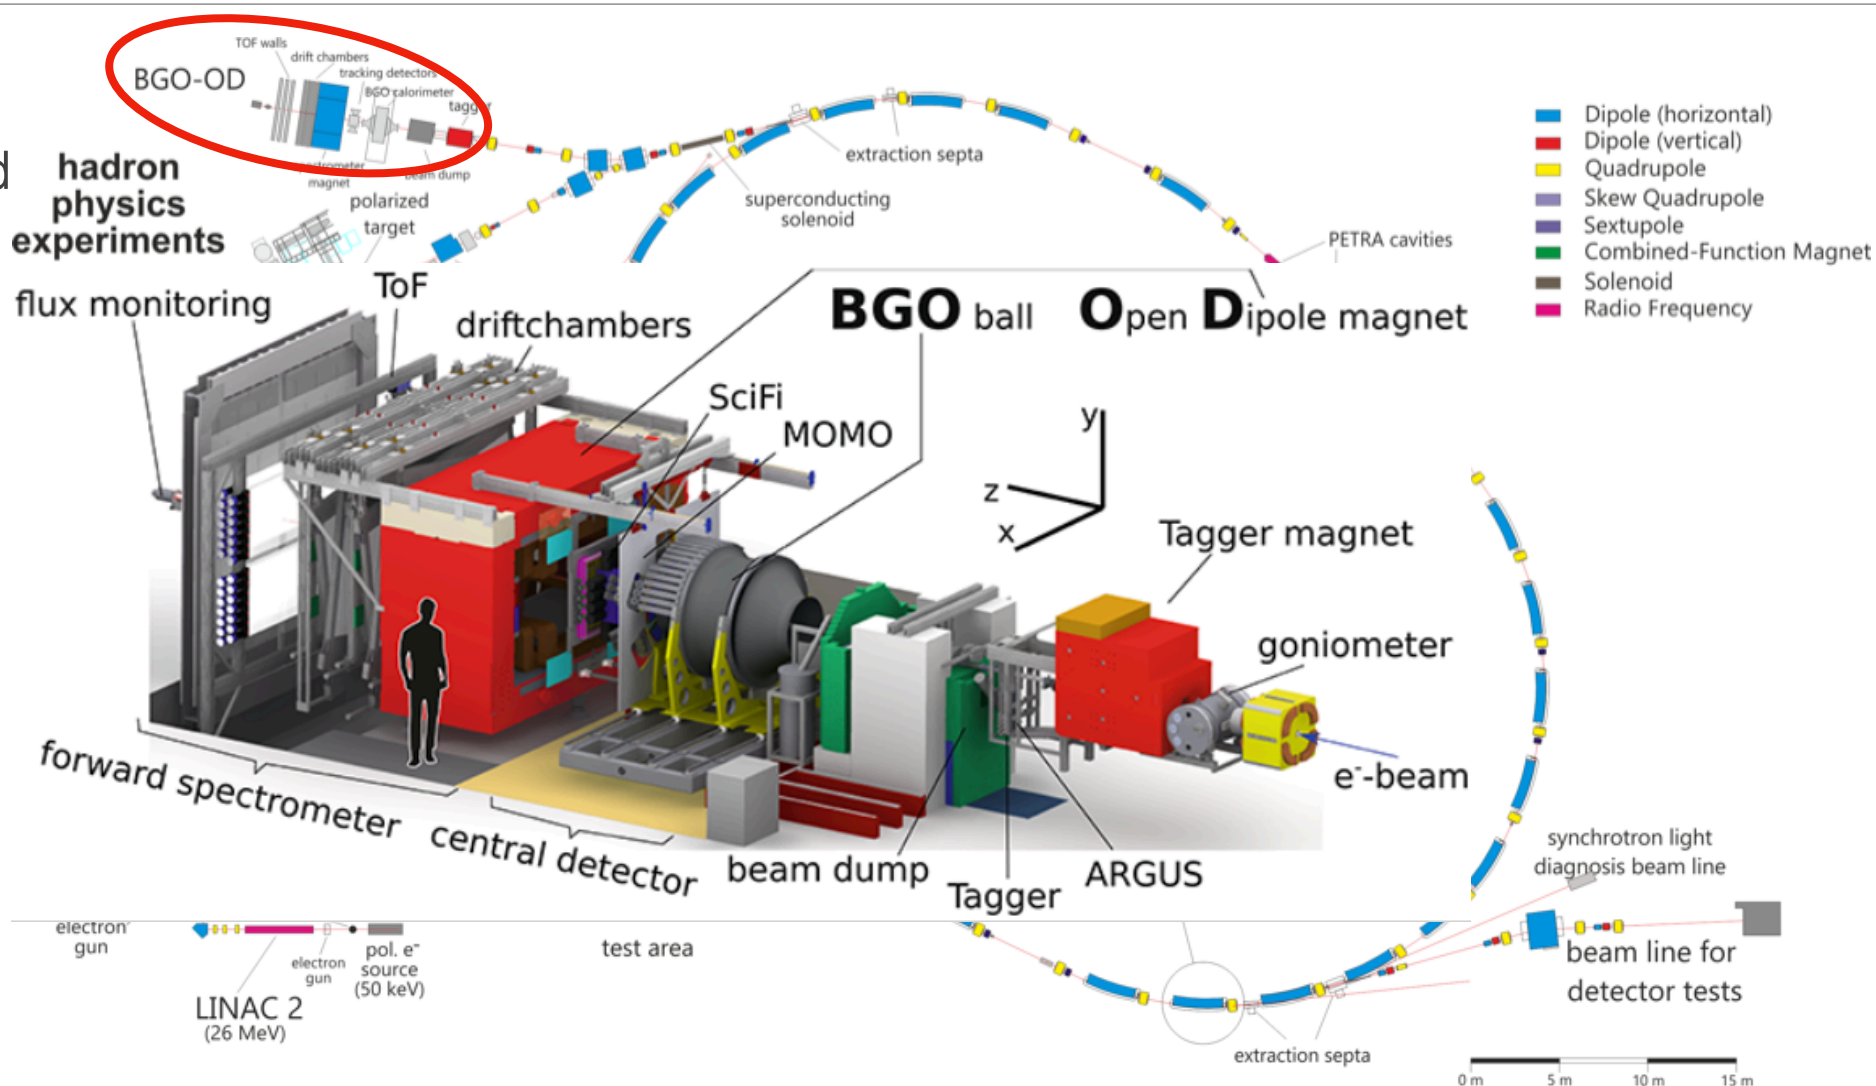 TOF walls
drift chambers
tracking detectors
BGO-OD
BGO calorimeter
tagger
magnet
beam dump
d
hadron
physics
experiments
polarized
target
extraction septa
superconducting
solenoid
PETRA cavities
Dipole (horizontal)
Dipole (vertical)
Quadrupole
Skew Quadrupole
Sextupole
Combined-Function Magnet
Solenoid
Radio Frequency
flux monitoring
ToF
driftchambers
BGO ball Open Dipole magnet
SciFi
MOMO
y
z
x
Tagger magnet
goniometer
e⁻-beam
forward spectrometer
central detector
beam dump
Tagger
ARGUS
synchrotron light
diagnosis beam line
beam line for
detector tests
electron
gun
electron
gun
pol. e⁻
source
(50 keV)
LINAC 2
(26 MeV)
test area
extraction septa
0 m 5 m 10 m 15 m